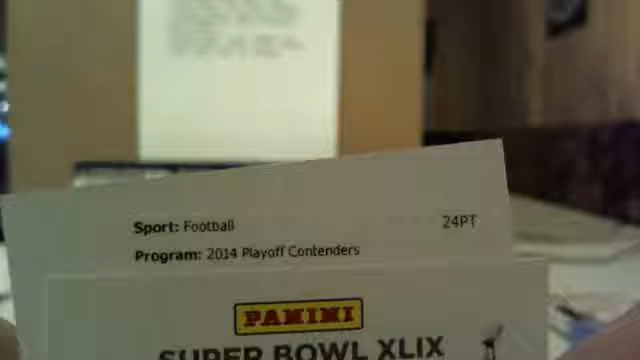 Sport: Football 24PT
Program: 2014 Playoff Contenders
PANINI
SUPER BOWL XLIX